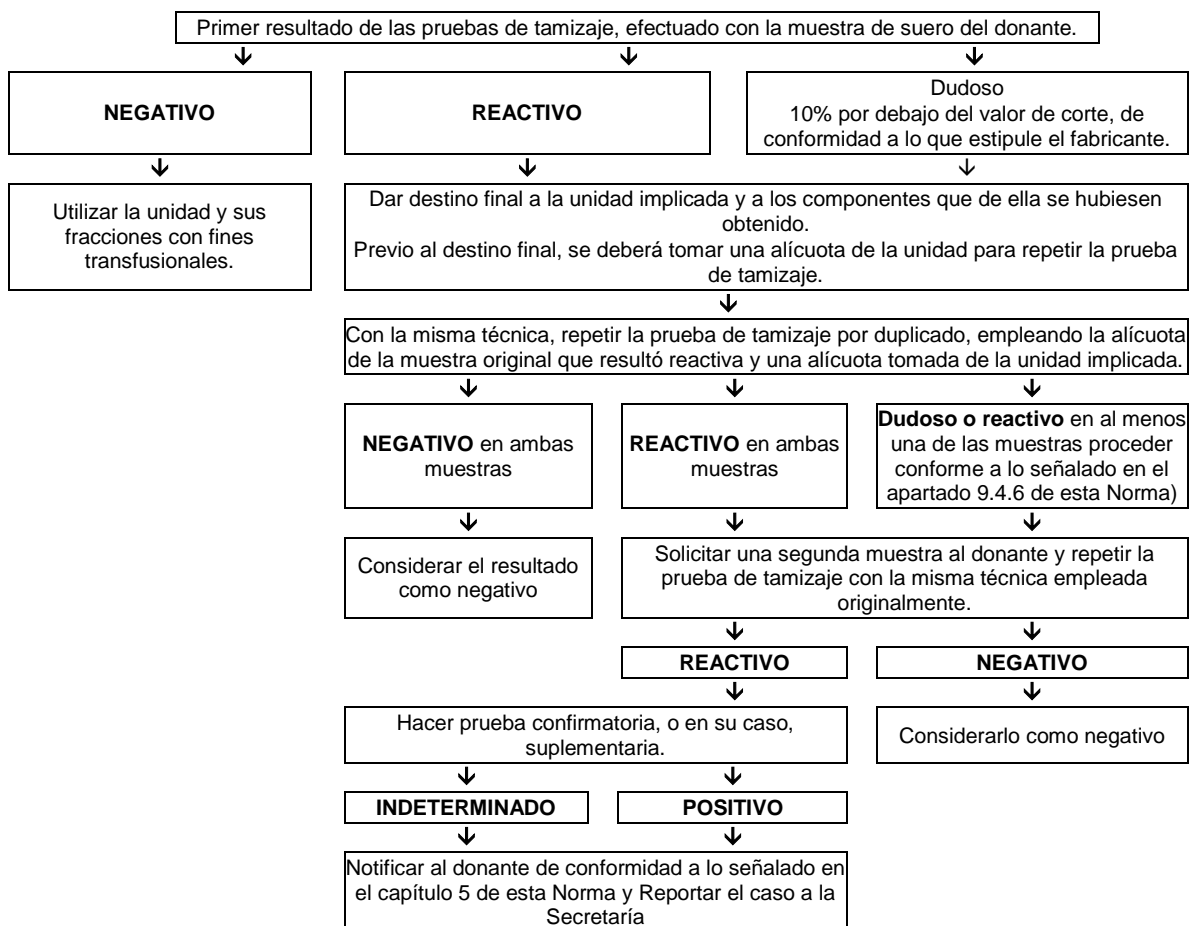 Primer resultado de las pruebas de tamizaje, efectuado con la muestra de suero del donante.
NEGATIVO
REACTIVO
Dudoso
10% por debajo del valor de corte, de
conformidad a lo que estipule el fabricante.
Utilizar la unidad y sus
fracciones con fines
transfusionales.
Dar destino final a la unidad implicada y a los componentes que de ella se hubiesen
obtenido.
Previo al destino final, se deberá tomar una alícuota de la unidad para repetir la prueba
de tamizaje.
Con la misma técnica, repetir la prueba de tamizaje por duplicado, empleando la alícuota
de la muestra original que resultó reactiva y una alícuota tomada de la unidad implicada.
NEGATIVO en ambas
muestras
REACTIVO en ambas
muestras
Dudoso o reactivo en al menos
una de las muestras proceder
conforme a lo señalado en el
apartado 9.4.6 de esta Norma)
Considerar el resultado
como negativo
Solicitar una segunda muestra al donante y repetir la
prueba de tamizaje con la misma técnica empleada
originalmente.
REACTIVO
NEGATIVO
Hacer prueba confirmatoria, o en su caso,
suplementaria.
Considerarlo como negativo
INDETERMINADO
POSITIVO
Notificar al donante de conformidad a lo señalado en
el capítulo 5 de esta Norma y Reportar el caso a la
Secretaría